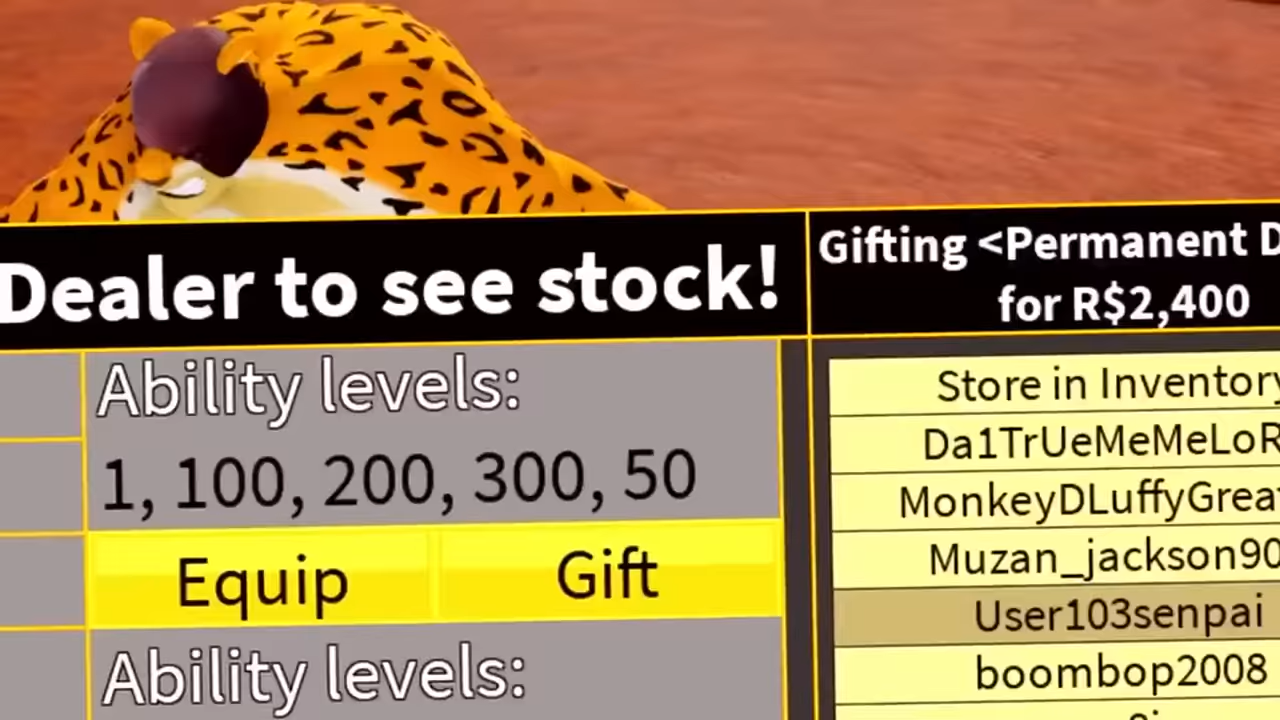 Dealer to see stock!
Gifting <Permanent D
for R$2,400
Ability levels:
1, 100, 200, 300, 50
Equip
Gift
Ability levels:
Store in Inventory
Da1TrUeMeMeLoR
MonkeyDLuffyGreat
Muzan_jackson90
User103senpai
boombop2008